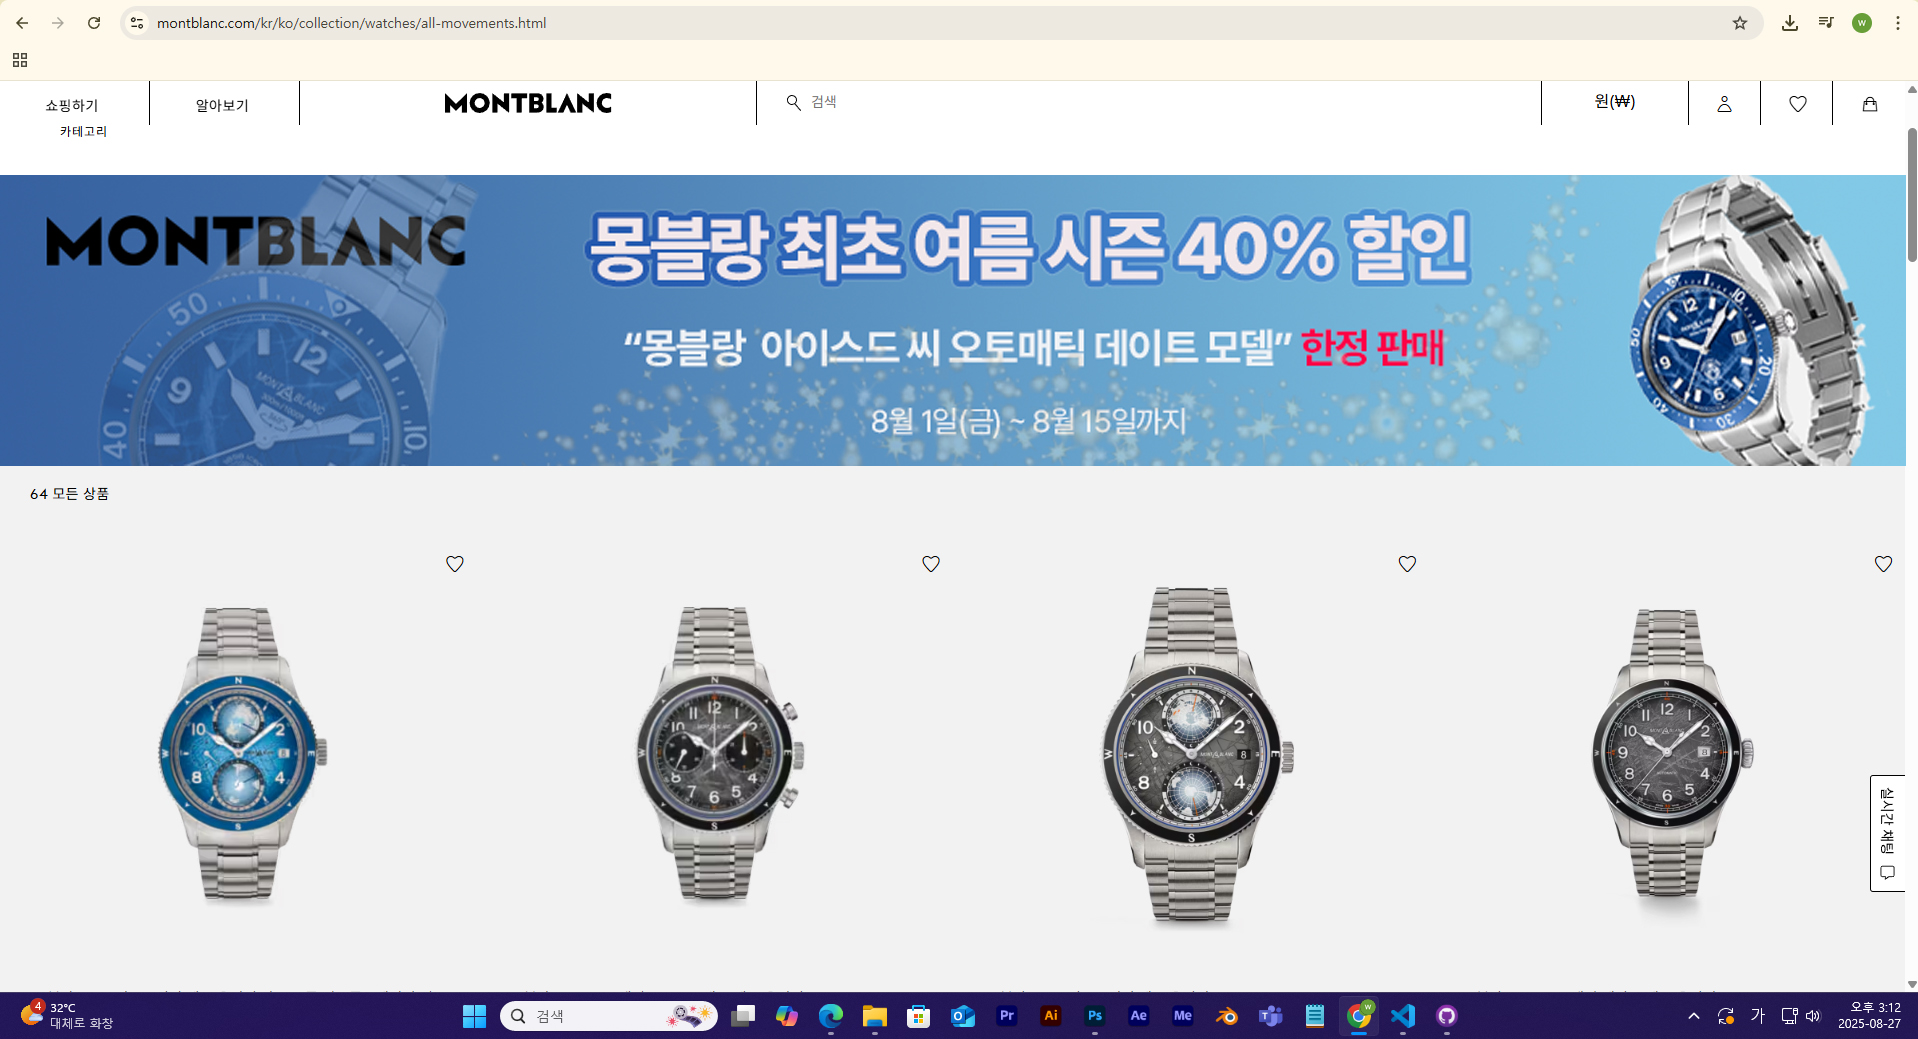 montblanc.com/kr/ko/collection/watches/all-movements.html
W
쇼핑하기
알아보기
MONTBLANC
검색
원(₩)
카테고리
MONTBLANC
몽블랑 최초 여름 시즌 40% 할인
“몽블랑 아이스드 씨 오토매틱 데이트 모델” 한정 판매
8월 1일(금) ~ 8월 15일까지
64 모든 상품
실시간 채팅
4
32°C
대체로 화창
검색
Pr
Ai
Ps
Ae
Me
가
오후 3:12
2025-08-27